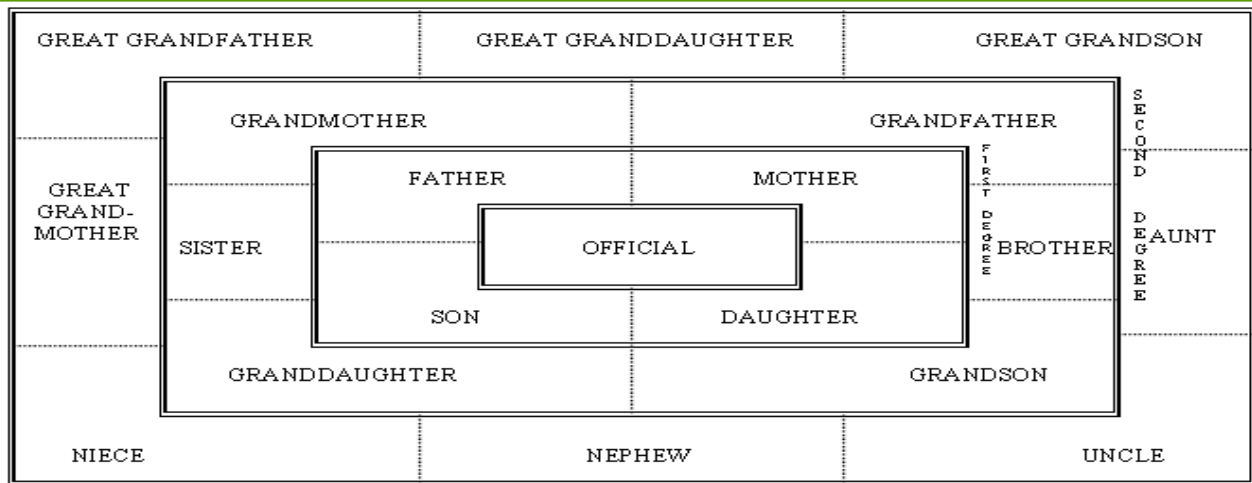 GREAT GRANDFATHER
GREAT GRANDDAUGHTER
GREAT GRANDSON
GRANDMOTHER
GRANDFATHER
SECOND DEGREE
FATHER
MOTHER
FIRST DEGREE
GREAT
GRAND-
MOTHER
SISTER
OFFICIAL
BROTHER
AUNT
SON
DAUGHTER
GRANDDAUGHTER
GRANDSON
NIECE
NEPHEW
UNCLE